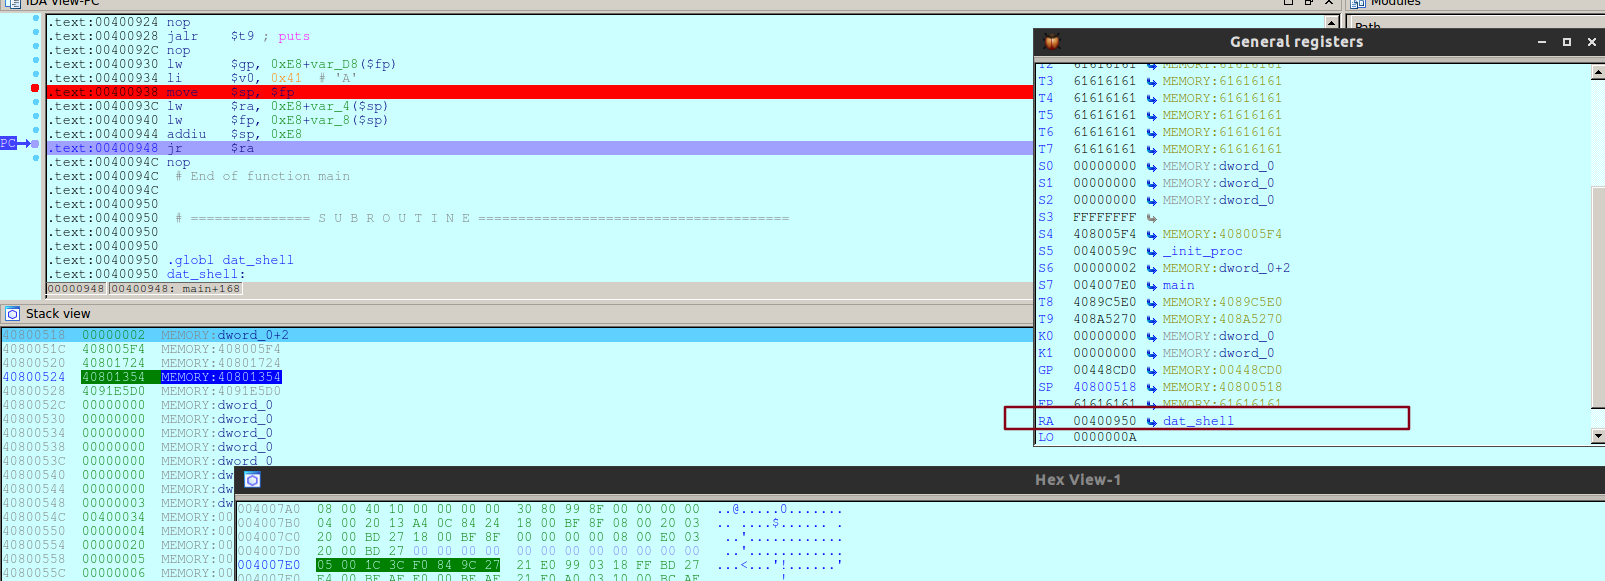 IDA View-PC
Modules
Path
.text:00400924 nop
.text:00400928 jalr $t9 ; puts
.text:0040092C nop
.text:00400930 lw $gp, 0xE8+var_D8($fp)
.text:00400934 li $v0, 0x41 # 'A'
.text:00400938 move $sp, $fp
.text:0040093C lw $ra, 0xE8+var_4($sp)
.text:00400940 lw $fp, 0xE8+var_8($sp)
.text:00400944 addiu $sp, 0xE8
PC .text:00400948 jr $ra
.text:0040094C nop
.text:0040094C # End of function main
.text:0040094C
.text:00400950
.text:00400950 # =============== S U B R O U T I N E =======================================
.text:00400950
.text:00400950
.text:00400950 .globl dat_shell
.text:00400950 dat_shell:
00000948 00400948: main+168
General registers
T2 61616161 MEMORY:61616161
T3 61616161 MEMORY:61616161
T4 61616161 MEMORY:61616161
T5 61616161 MEMORY:61616161
T6 61616161 MEMORY:61616161
T7 61616161 MEMORY:61616161
S0 00000000 MEMORY:dword_0
S1 00000000 MEMORY:dword_0
S2 00000000 MEMORY:dword_0
S3 FFFFFFFF
S4 408005F4 MEMORY:408005F4
S5 0040059C _init_proc
S6 00000002 MEMORY:dword_0+2
S7 004007E0 main
T8 4089C5E0 MEMORY:4089C5E0
T9 408A5270 MEMORY:408A5270
K0 00000000 MEMORY:dword_0
K1 00000000 MEMORY:dword_0
GP 00448CD0 MEMORY:00448CD0
SP 40800518 MEMORY:40800518
FP 61616161 MEMORY:61616161
RA 00400950 dat_shell
LO 0000000A
Stack view
40800518 00000002 MEMORY:dword_0+2
4080051C 408005F4 MEMORY:408005F4
40800520 40801724 MEMORY:40801724
40800524 40801354 MEMORY:40801354
40800528 4091E5D0 MEMORY:4091E5D0
4080052C 00000000 MEMORY:dword_0
40800530 00000000 MEMORY:dword_0
40800534 00000000 MEMORY:dword_0
40800538 00000000 MEMORY:dword_0
4080053C 00000000 MEMORY:dword_0
40800540 00000000 MEMORY:dw
40800544 00000000 MEMORY:dw
40800548 00000003 MEMORY:dw
4080054C 00400034 MEMORY:00
40800550 00000004 MEMORY:00
40800554 00000020 MEMORY:00
40800558 00000005 MEMORY:00
4080055C 00000006 MEMORY:00
Hex View-1
004007A0 08 00 40 10 00 00 00 00 30 80 99 8F 00 00 00 00 ..@.....0.......
004007B0 04 00 20 13 A4 0C 84 24 18 00 BF 8F 08 00 20 03 .. ....$...... .
004007C0 20 00 BD 27 18 00 BF 8F 00 00 00 00 08 00 E0 03 ..'............
004007D0 20 00 BD 27 00 00 00 00 00 00 00 00 00 00 00 00 ..'............
004007E0 05 00 1C 3C F0 84 9C 27 21 E0 99 03 18 FF BD 27 ...<...'!......'
004007F0 E4 00 BF AF E0 00 BE AF 21 F0 A0 03 10 00 BC AF